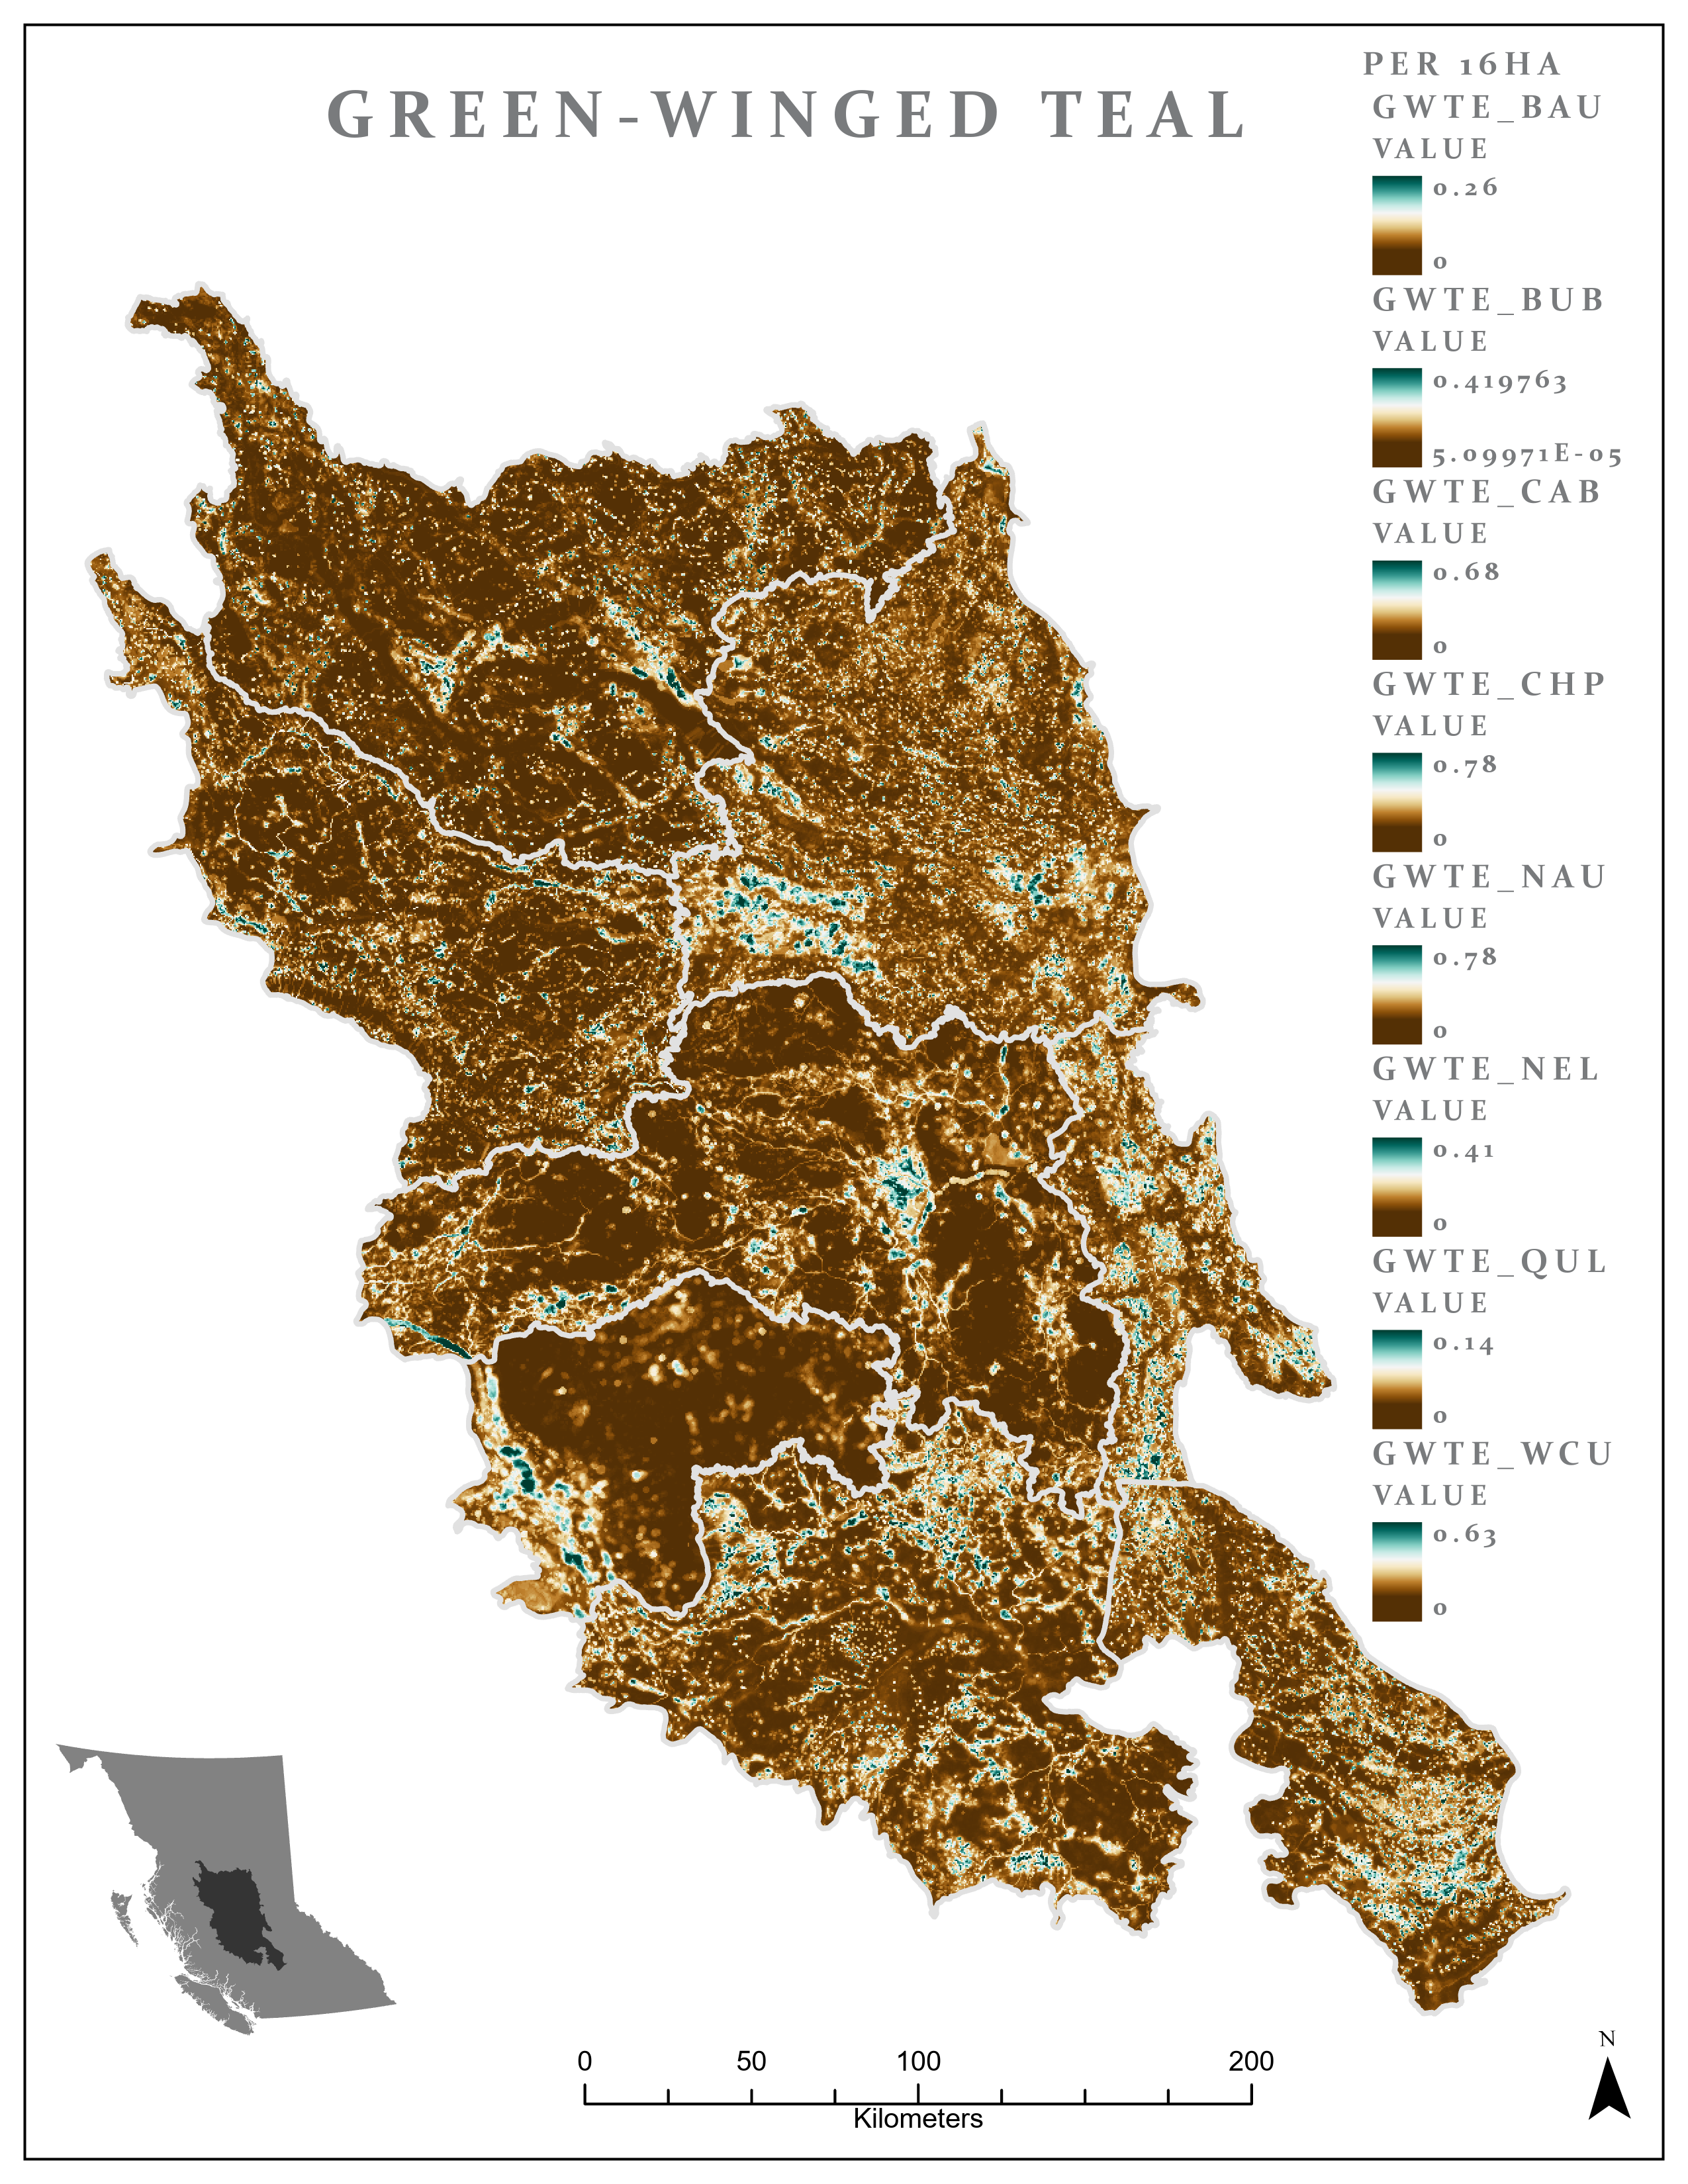 PER 16HA
GREEN-WINGED TEAL
GWTE_BAU
VALUE
0.26
0
GWTE_BUB
VALUE
0.419763
5.09971E-05
GWTE_CAB
VALUE
0.68
0
GWTE_CHP
VALUE
0.78
0
GWTE_NAU
VALUE
0.78
0
GWTE_NEL
VALUE
0.41
0
GWTE_QUL
VALUE
0.14
0
GWTE_WCU
VALUE
0.63
0
N
0 50 100 200
Kilometers